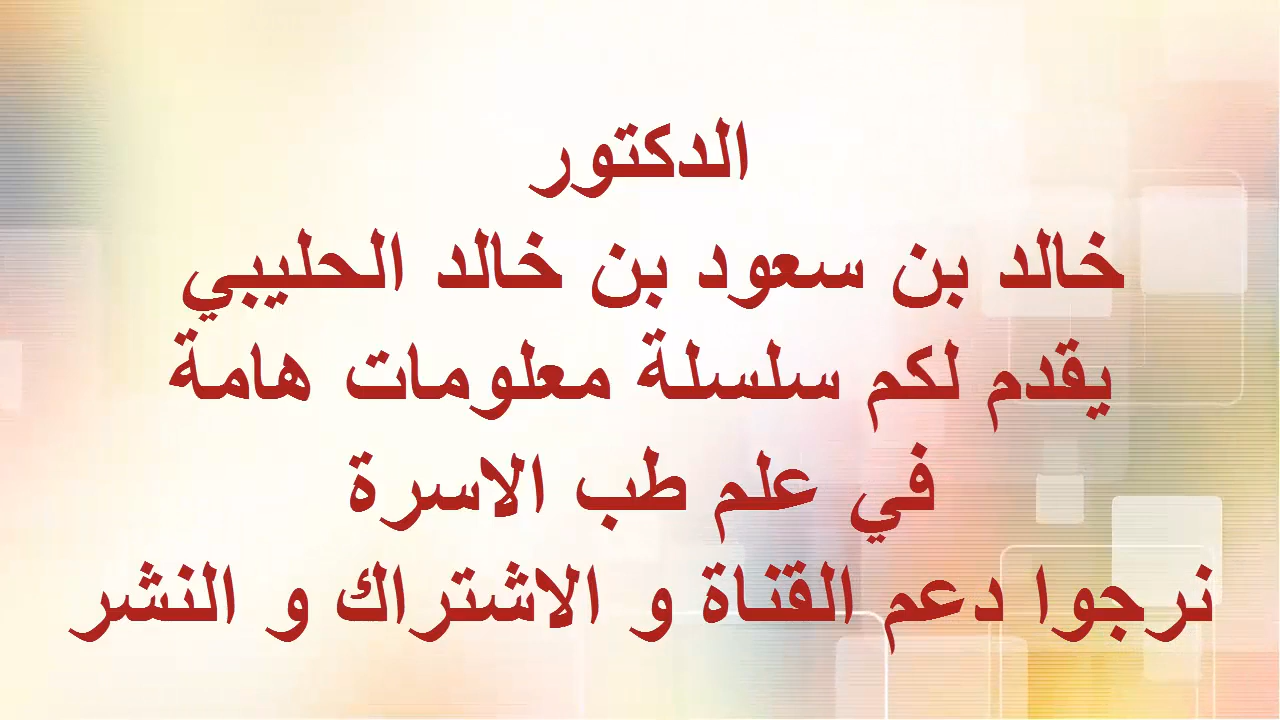 الدكتور
خالد بن سعود بن خالد الحليبي
يقدم لكم سلسلة معلومات هامة
في علم طب الاسرة
نرجوا دعم القناة و الاشتراك و النشر